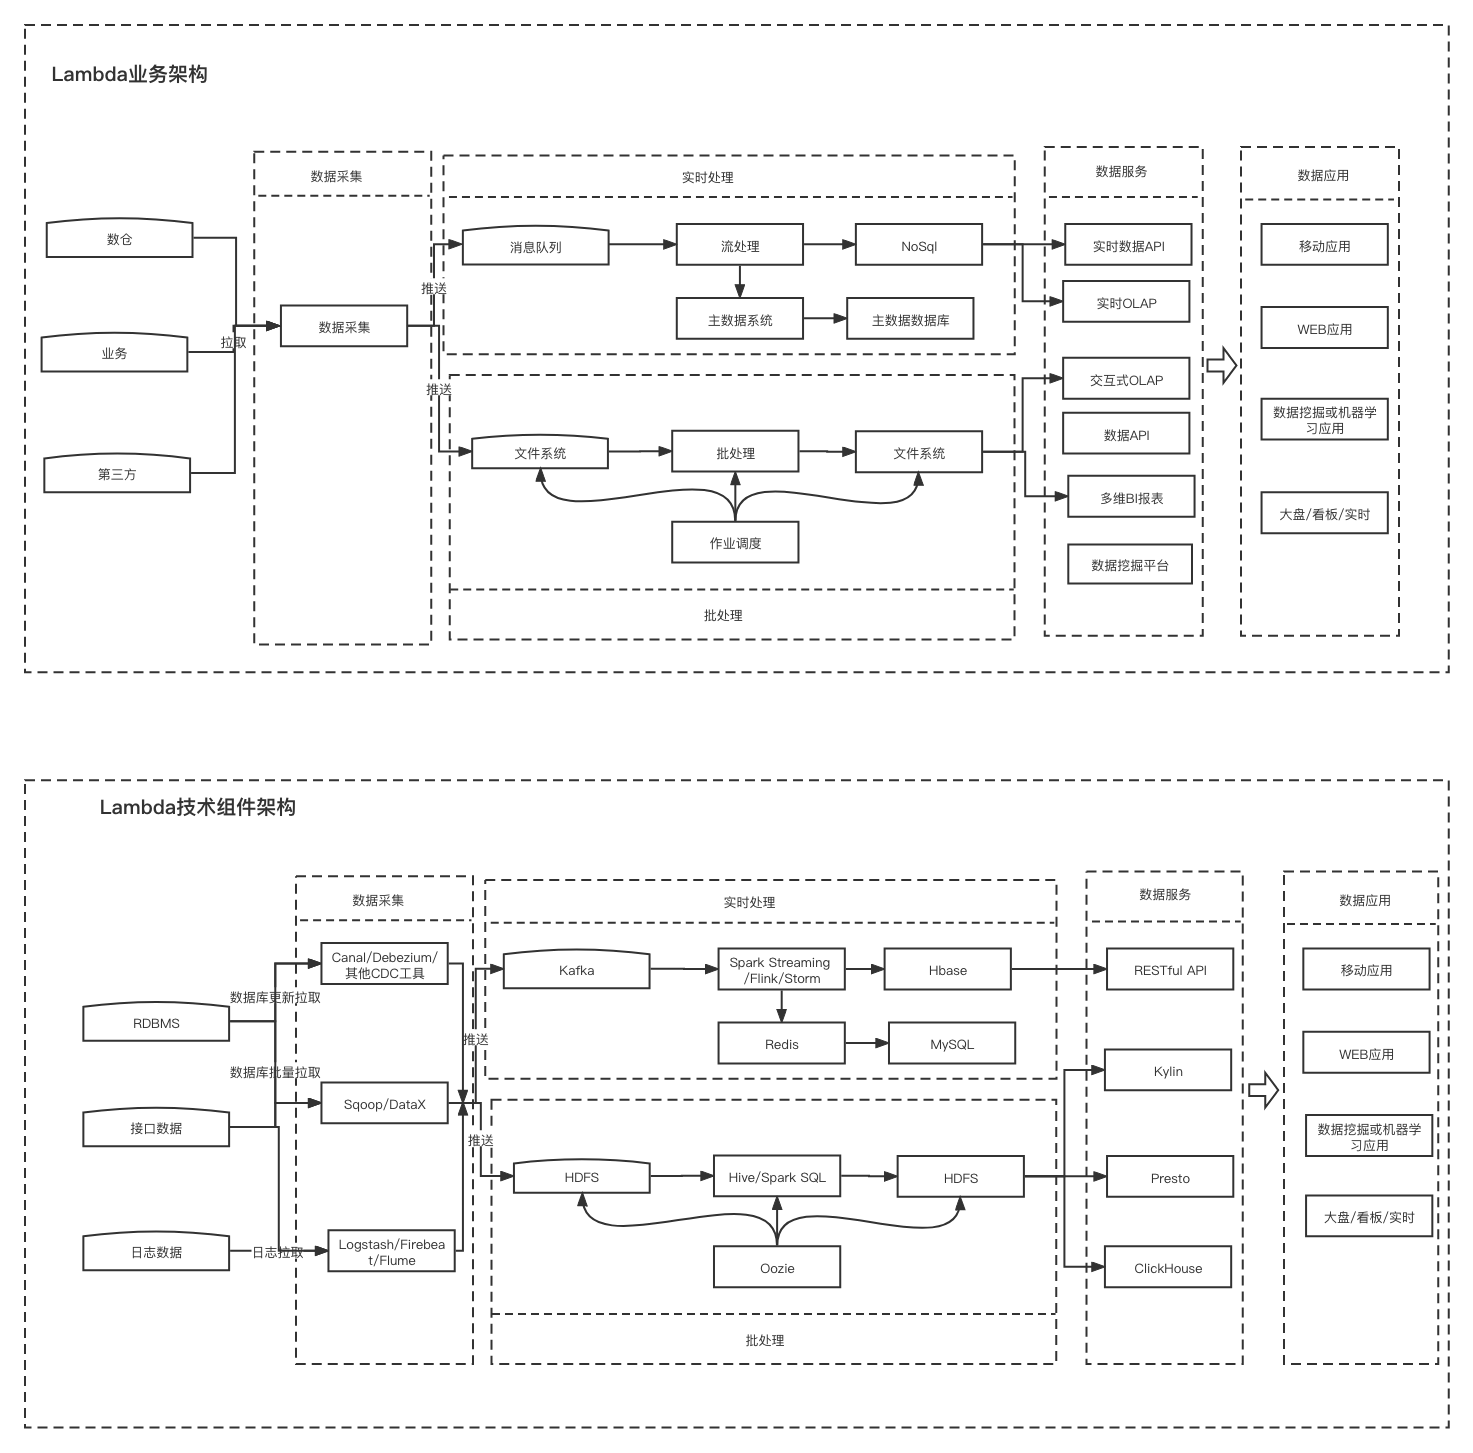 Lambda业务架构
数据采集
实时处理
数据服务
数据应用
数仓
业务
第三方
拉取
数据采集
推送
推送
消息队列
流处理
NoSql
主数据系统
主数据数据库
文件系统
批处理
文件系统
作业调度
批处理
实时数据API
实时OLAP
交互式OLAP
数据API
多维BI报表
数据挖掘平台
移动应用
WEB应用
数据挖掘或机器学
习应用
大盘/看板/实时
Lambda技术组件架构
数据采集
实时处理
数据服务
数据应用
RDBMS
接口数据
日志数据
数据库更新拉取
数据库批量拉取
日志拉取
Canal/Debezium/
其他CDC工具
Sqoop/DataX
Logstash/Firebea
t/Flume
推送
推送
Kafka
Spark Streaming
/Flink/Storm
Hbase
Redis
MySQL
HDFS
Hive/Spark SQL
HDFS
Oozie
批处理
RESTful API
Kylin
Presto
ClickHouse
移动应用
WEB应用
数据挖掘或机器学
习应用
大盘/看板/实时